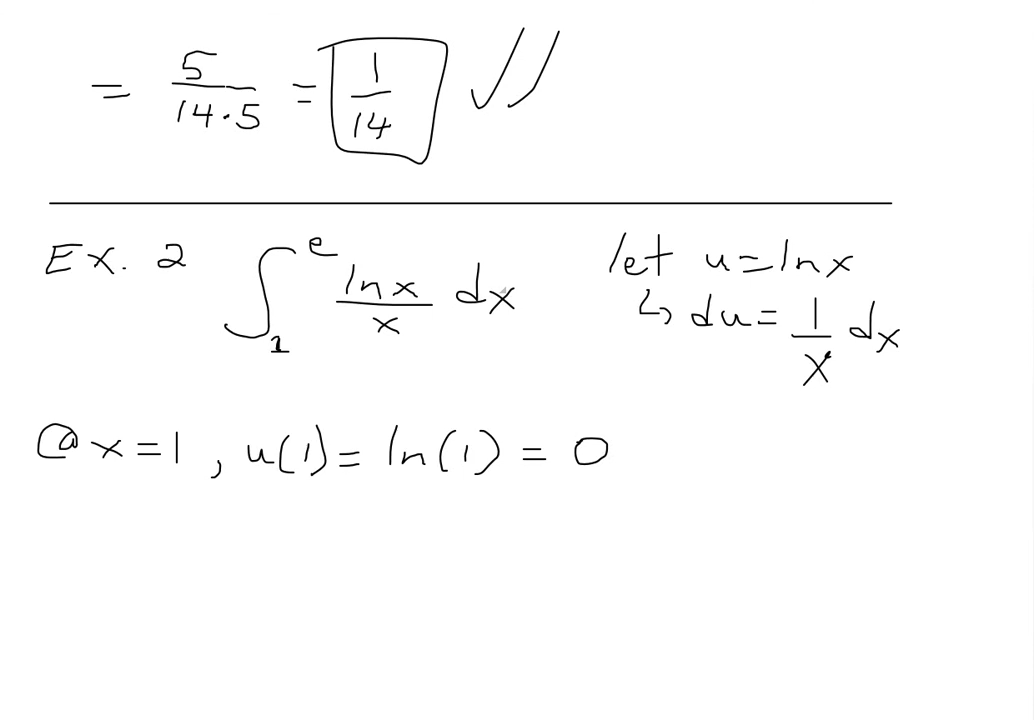 = 5/14·5 = 1/14 ✓✓
Ex. 2 ∫₁ᵉ ln x/x dx let u=ln x
↳ du= 1/x dx
@ x=1, u(1)= ln(1) = 0